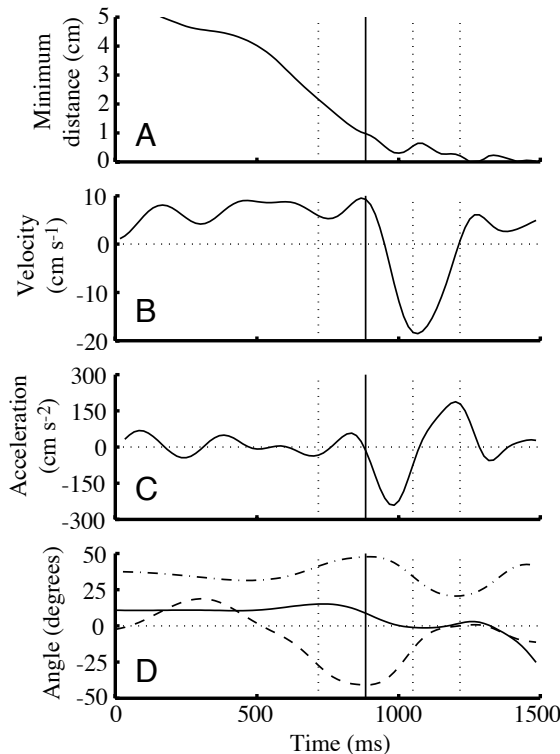 5
4
3
2
1
0
Minimum
distance (cm)
A
10
0
-10
-20
Velocity
(cm s-1)
B
300
150
0
-150
-300
Acceleration
(cm s-2)
C
50
25
0
-25
-50
Angle (degrees)
D
0 500 1000 1500
Time (ms)